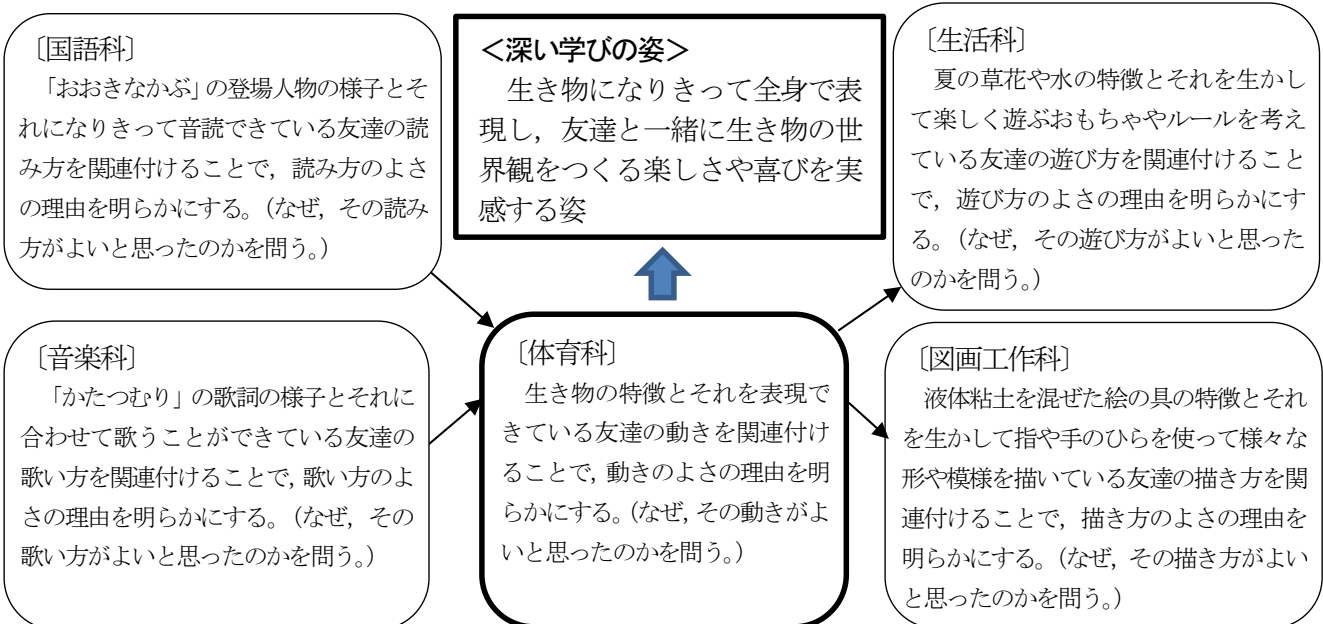 〔国語科〕
「おおきなかぶ」の登場人物の様子とそ
れになりきって音読できている友達の読
み方を関連付けることで，読み方のよさ
の理由を明らかにする。（なぜ，その読み
方がよいと思ったのかを問う。）
＜深い学びの姿＞
生き物になりきって全身で表
現し，友達と一緒に生き物の世
界観をつくる楽しさや喜びを実
感する姿
〔生活科〕
夏の草花や水の特徴とそれを生かし
て楽しく遊ぶおもちゃやルールを考え
ている友達の遊び方を関連付けること
で，遊び方のよさの理由を明らかにす
る。（なぜ，その遊び方がよいと思った
のかを問う。）
〔音楽科〕
「かたつむり」の歌詞の様子とそれに
合わせて歌うことができている友達の
歌い方を関連付けることで，歌い方のよ
さの理由を明らかにする。（なぜ，その
歌い方がよいと思ったのかを問う。）
〔体育科〕
生き物の特徴とそれを表現で
きている友達の動きを関連付け
ることで，動きのよさの理由を明
らかにする。（なぜ，その動きがよ
いと思ったのかを問う。）
〔図画工作科〕
液体粘土を混ぜた絵の具の特徴とそれ
を生かして指や手のひらを使って様々な
形や模様を描いている友達の描き方を関
連付けることで，描き方のよさの理由を
明らかにする。（なぜ，その描き方がよい
と思ったのかを問う。）